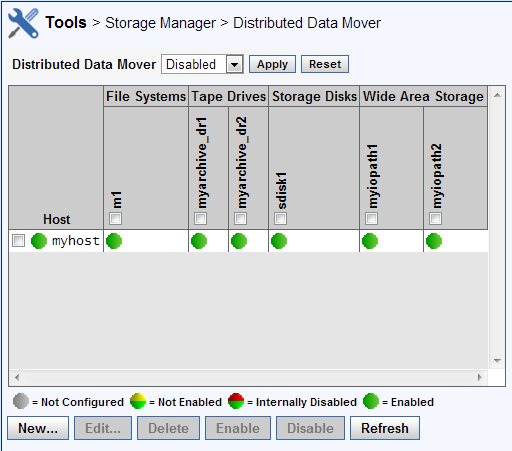 Tools > Storage Manager > Distributed Data Mover
Distributed Data Mover Disabled Apply Reset
File Systems Tape Drives Storage Disks Wide Area Storage
Host m1 myarchive_dr1 myarchive_dr2 sdisk1 myiopath1 myiopath2
myhost
= Not Configured = Not Enabled = Internally Disabled = Enabled
New... Edit... Delete Enable Disable Refresh